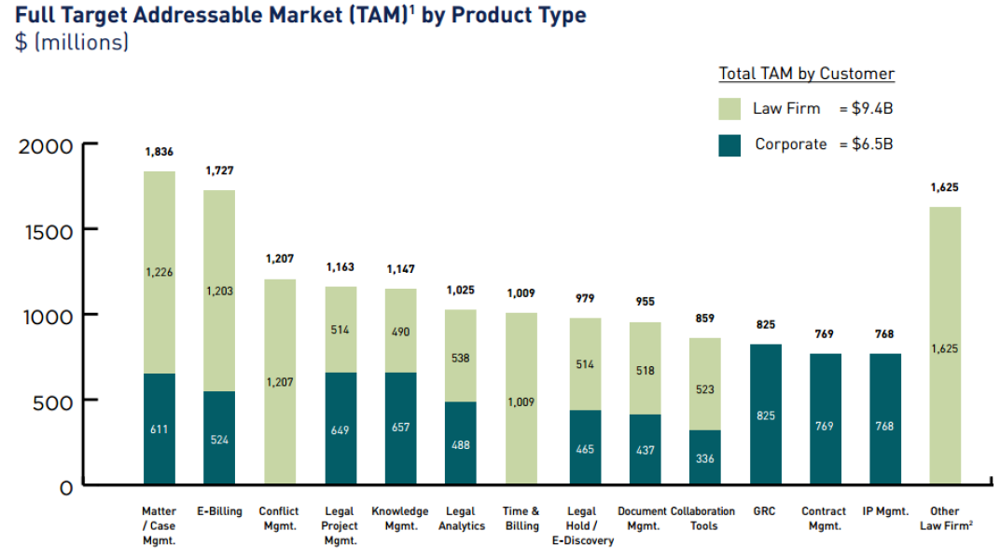 Full Target Addressable Market (TAM)¹ by Product Type
$ (millions)
Total TAM by Customer
Law Firm = $9.4B
Corporate = $6.5B
2000
1500
1000
500
0
1,836
1,226
611
1,727
1,203
524
1,207
1,207
1,163
514
649
1,147
490
657
1,025
538
488
1,009
1,009
979
514
465
955
518
437
859
523
336
825
825
769
769
768
768
1,625
1,625
Matter
/ Case
Mgmt.
E-Billing
Conflict
Mgmt.
Legal
Project
Mgmt.
Knowledge
Mgmt.
Legal
Analytics
Time &
Billing
Legal
Hold /
E-Discovery
Document
Mgmt.
Collaboration
Tools
GRC
Contract
Mgmt.
IP Mgmt.
Other
Law Firm²